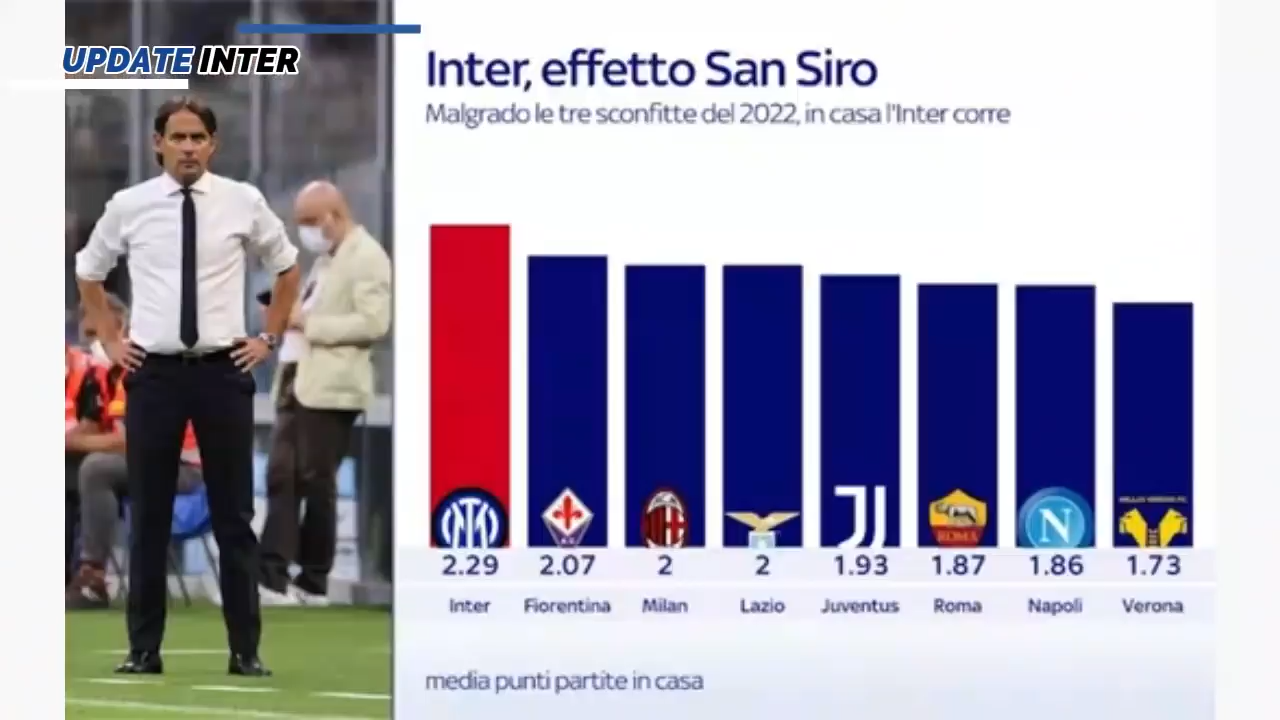 UPDATE INTER
Inter, effetto San Siro
Malgrado le tre sconfitte del 2022, in casa l'Inter corre
ROMA
N
2.29 2.07 2 2 1.93 1.87 1.86 1.73
Inter Fiorentina Milan Lazio Juventus Roma Napoli Verona
media punti partite in casa